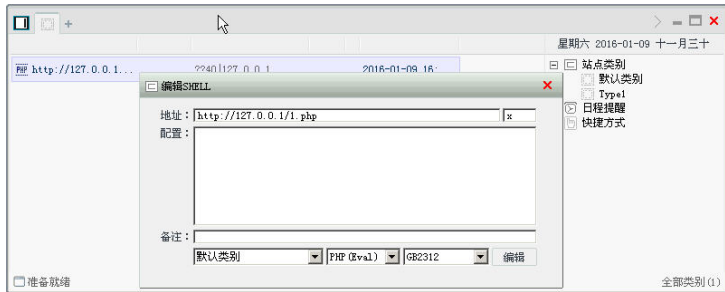 +
星期六 2016-01-09 十一月三十
PHP http://127.0.0.1... 2240|127.0.0.1 2016-01-09 16:
站点类别
默认类别
Type1
日程提醒
快捷方式
编辑SHELL
地址: http://127.0.0.1/1.php x
配置:
备注:
默认类别 PHP(Eval) GB2312 编辑
准备就绪 全部类别(1)